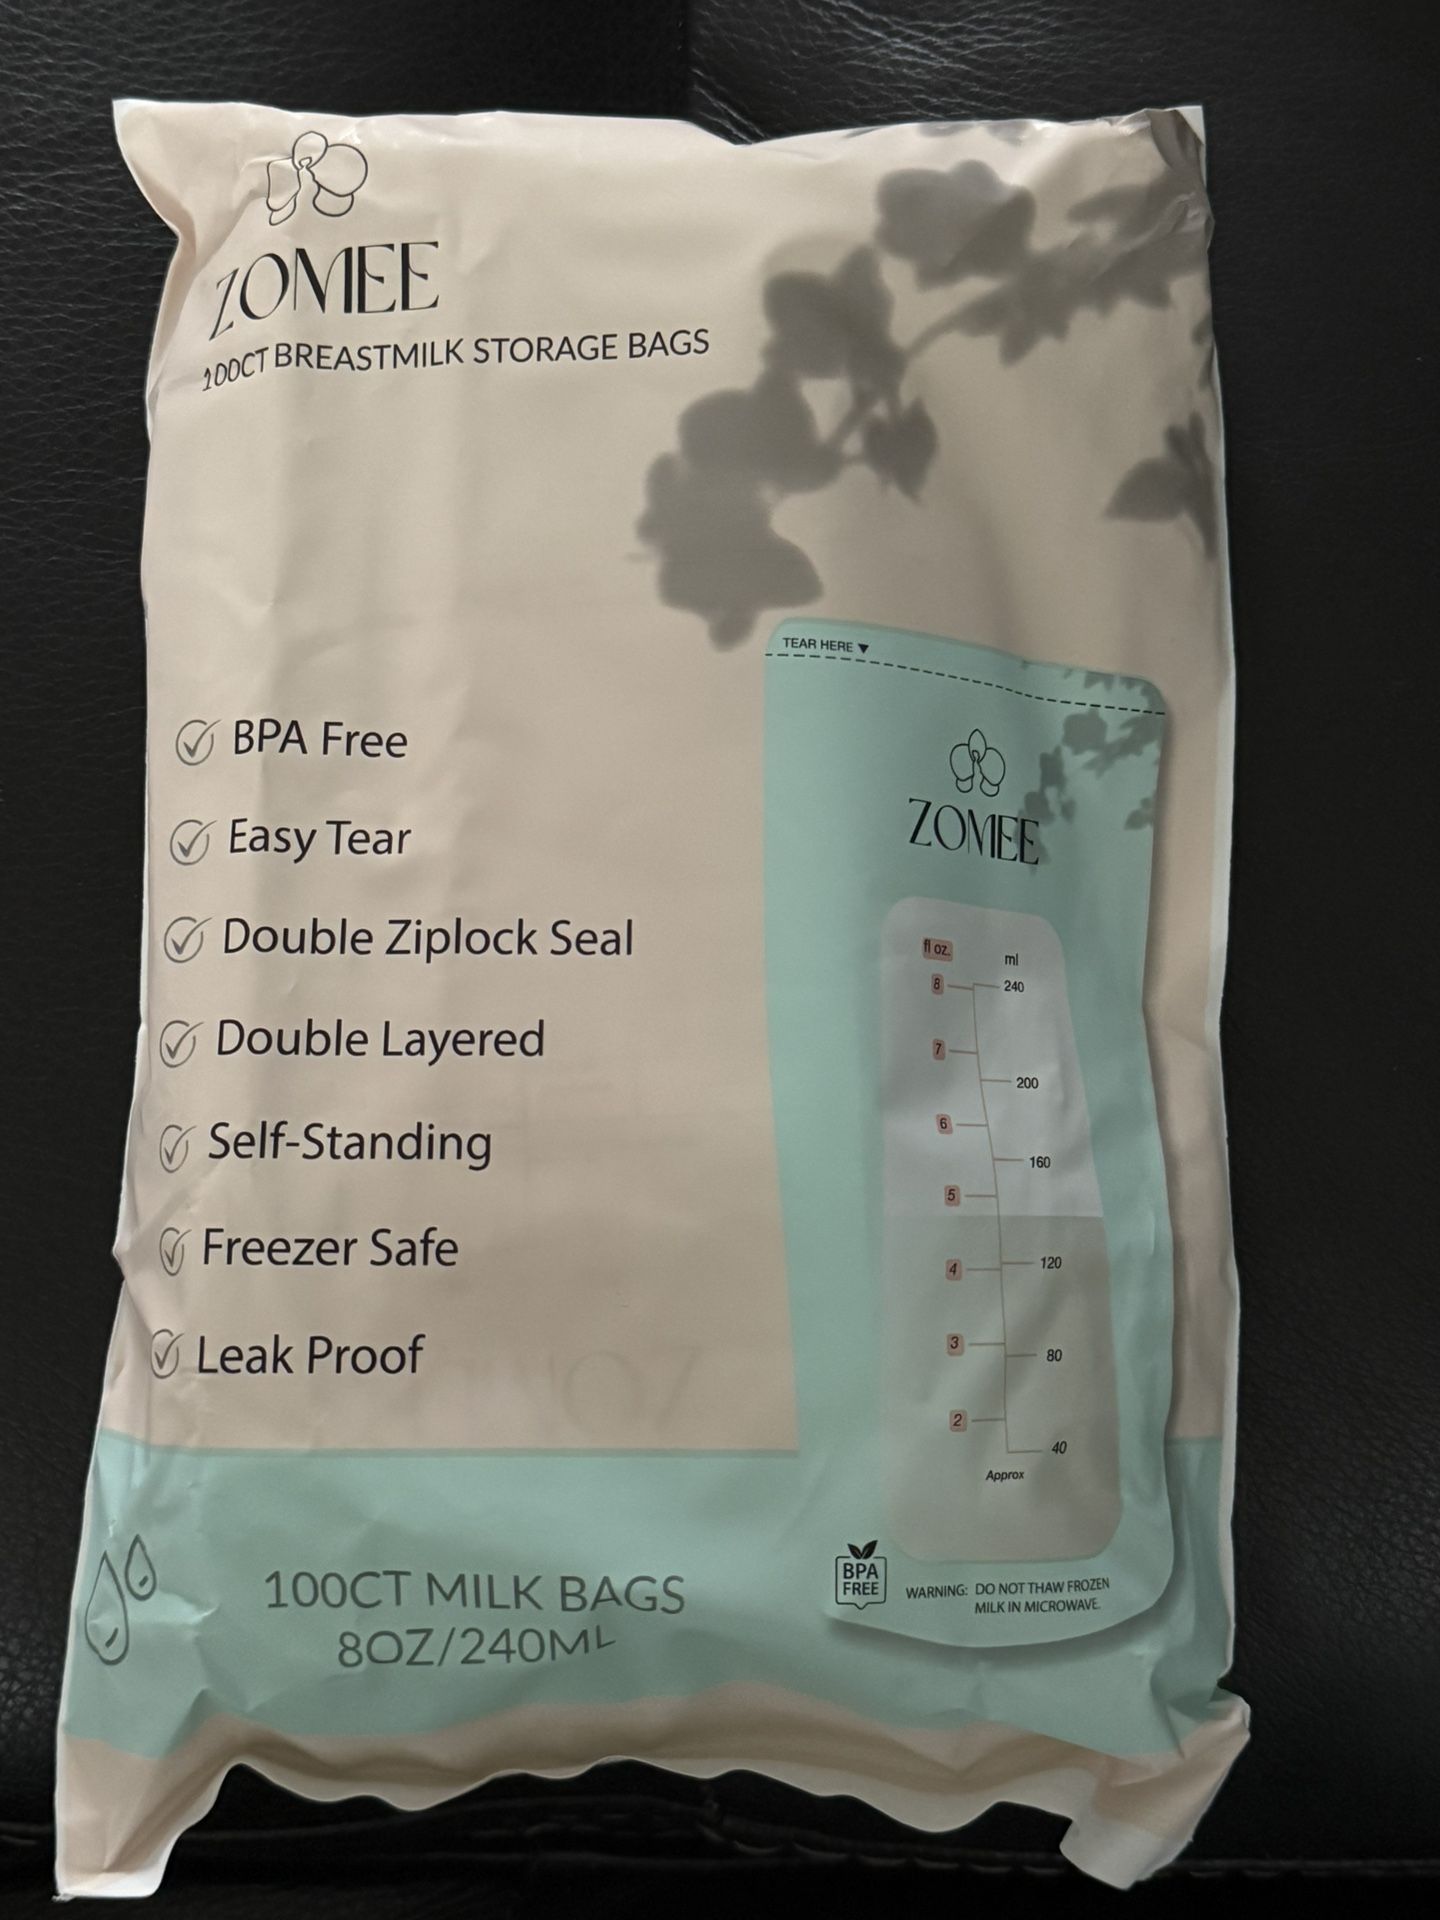 ZOMEE
100CT BREASTMILK STORAGE BAGS
BPA Free
Easy Tear
Double Ziplock Seal
Double Layered
Self-Standing
Freezer Safe
Leak Proof
100CT MILK BAGS
8OZ/240ML
TEAR HERE ▼
ZOMEE
fl oz. ml
8 240
7
200
6
160
5
4 120
3
80
2
40
Approx
BPA
FREE
WARNING: DO NOT THAW FROZEN
MILK IN MICROWAVE.